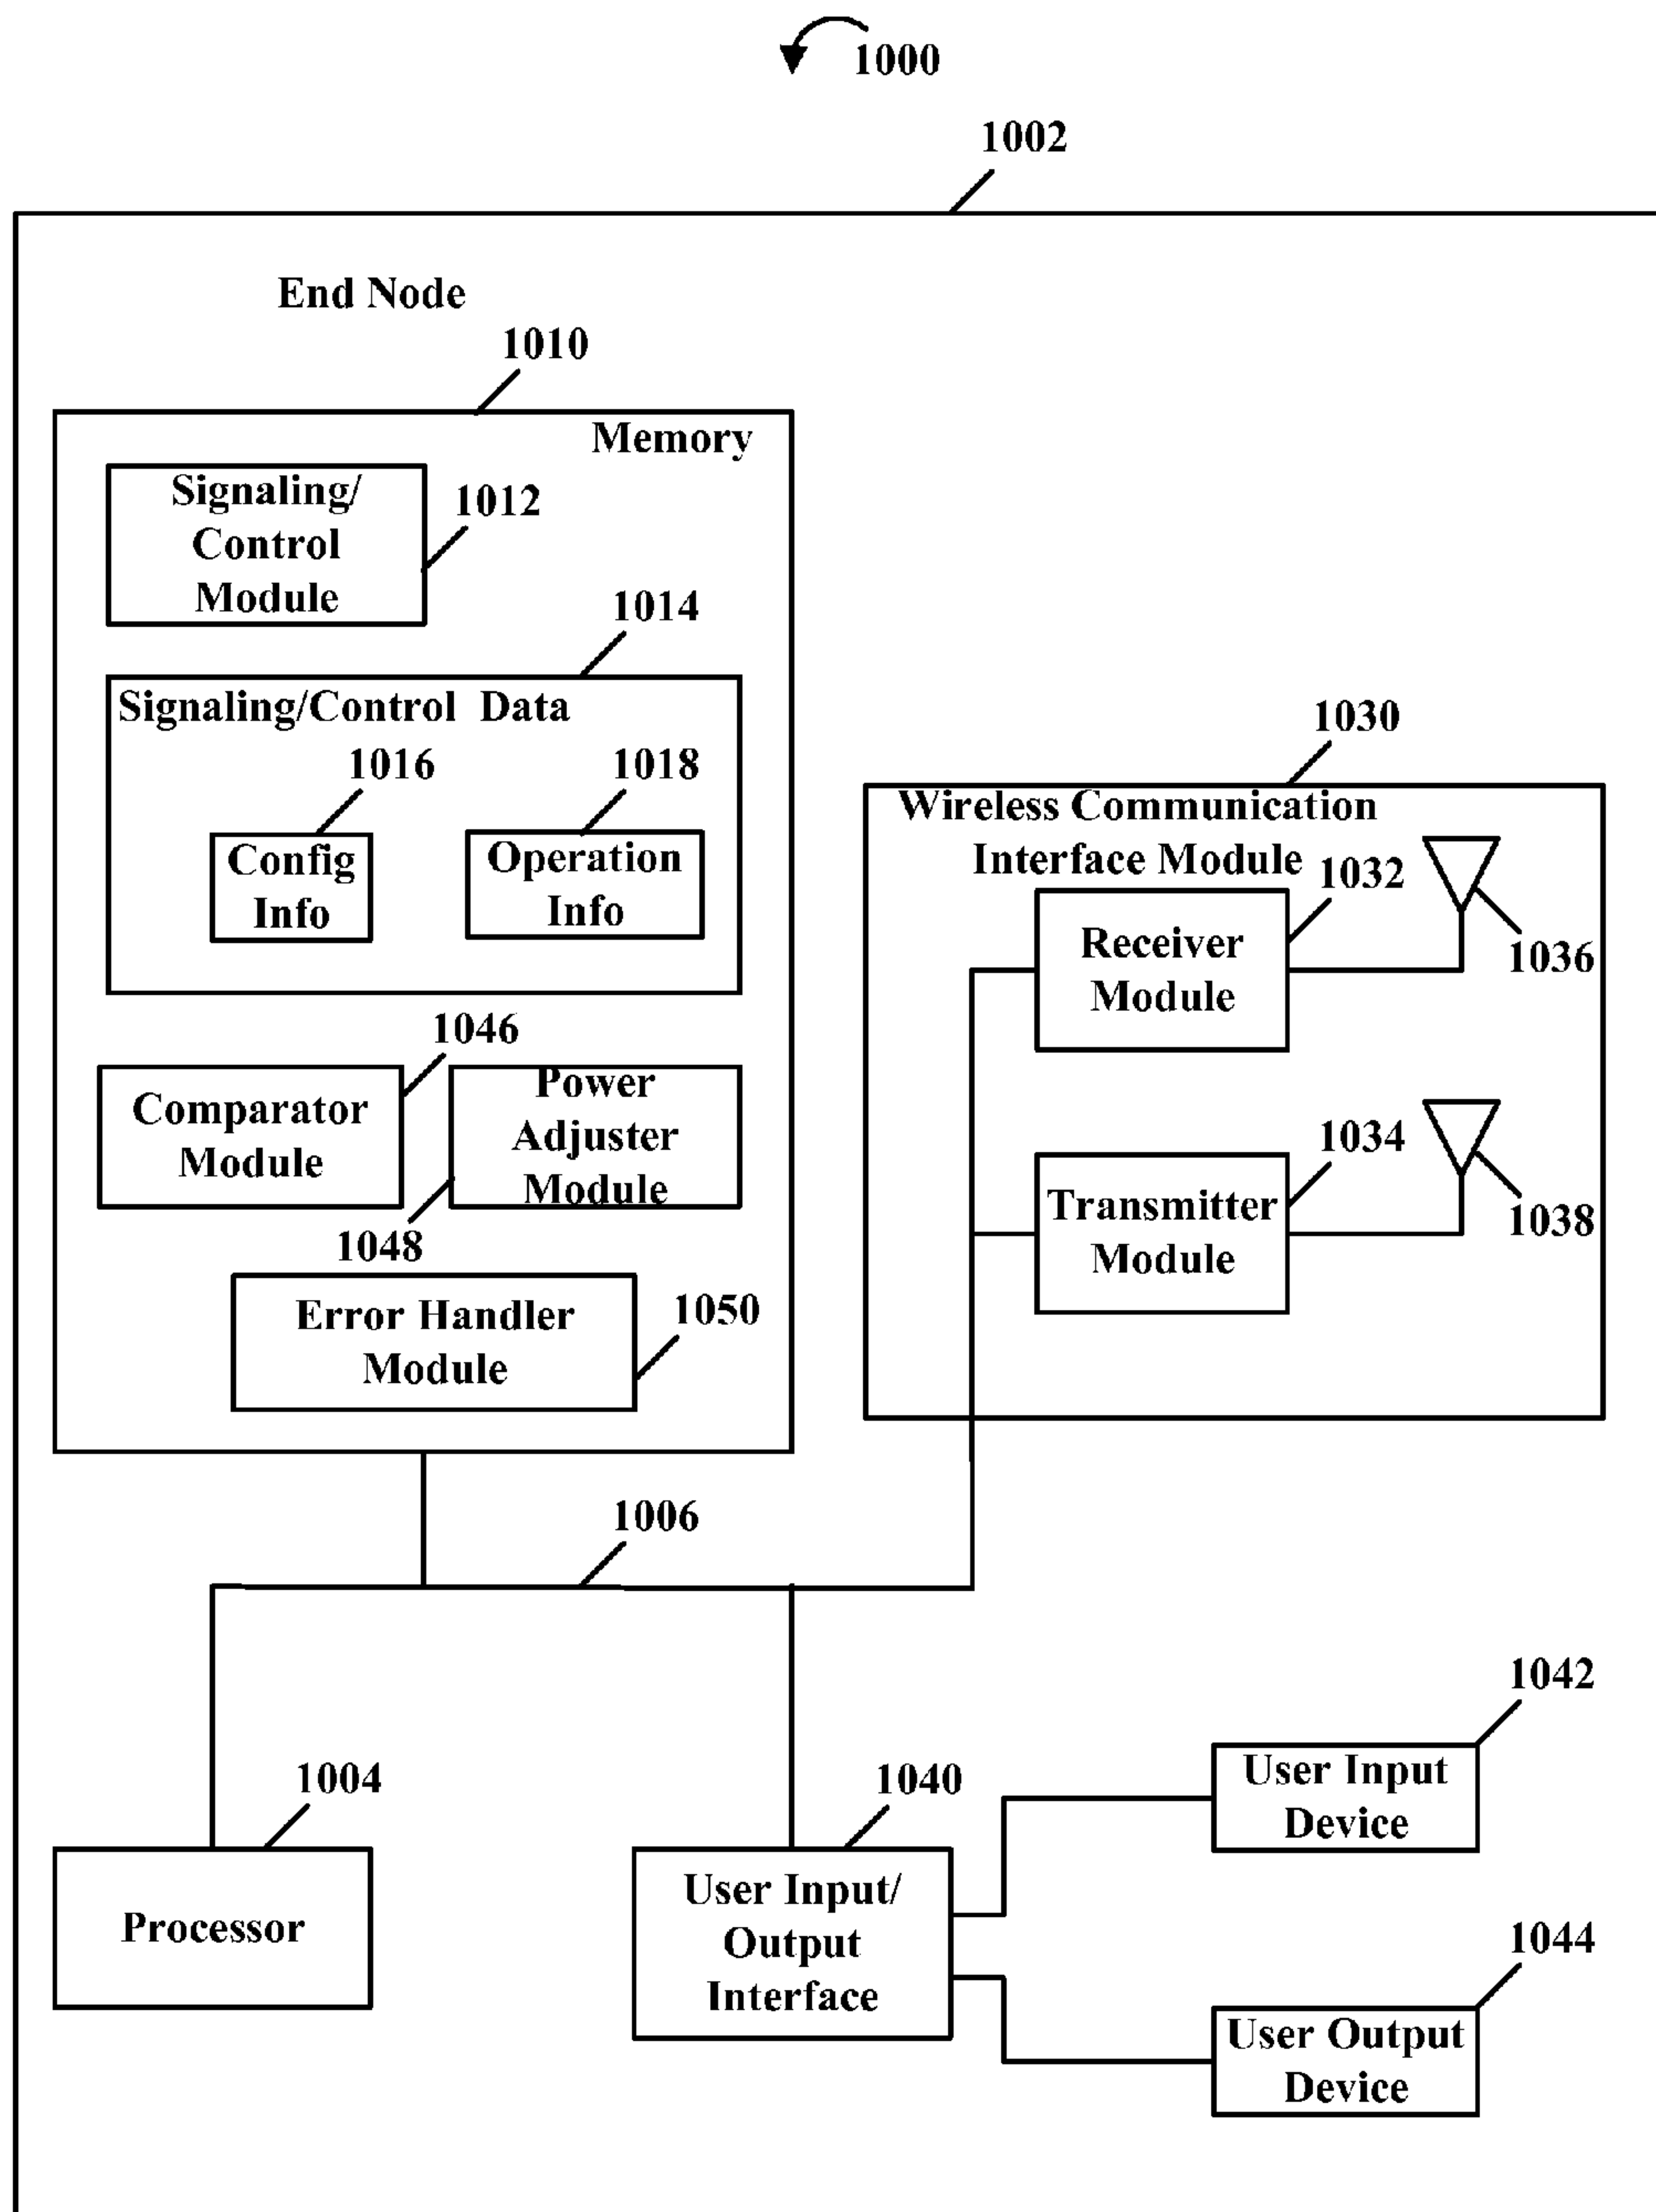 1000
1002
End Node
1010
Memory
Signaling/
Control
Module
1012
1014
Signaling/Control Data
1016
1018
Config
Info
Operation
Info
1046
Comparator
Module
Power
Adjuster
Module
1048
Error Handler
Module
1050
1030
Wireless Communication
Interface Module
1032
Receiver
Module
1036
1034
Transmitter
Module
1038
1006
1004
Processor
1040
User Input/
Output
Interface
1042
User Input
Device
1044
User Output
Device